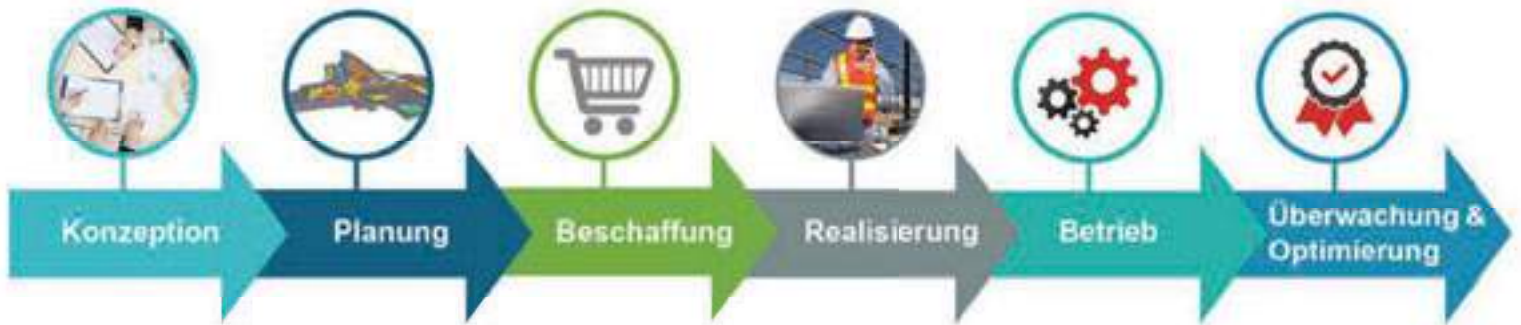 Konzeption
Planung
Beschaffung
Realisierung
Betrieb
Überwachung &
Optimierung